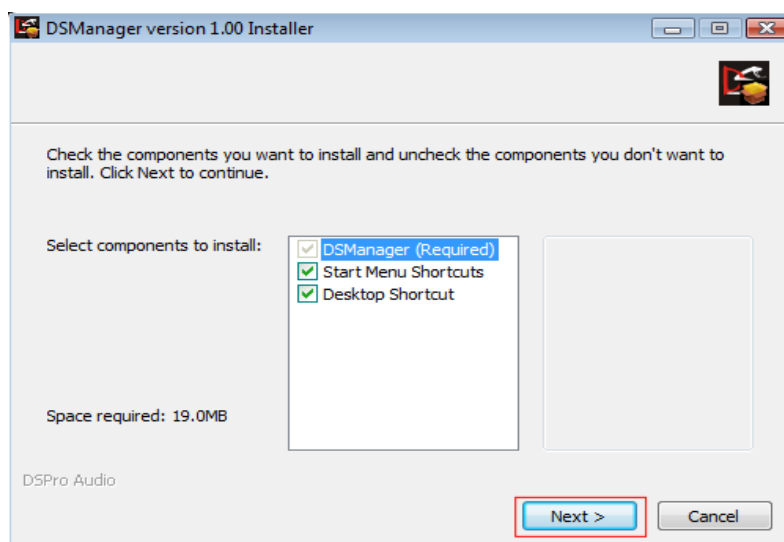 DSManager version 1.00 Installer
Check the components you want to install and uncheck the components you don't want to
install. Click Next to continue.
Select components to install:
DSManager (Required)
Start Menu Shortcuts
Desktop Shortcut
Space required: 19.0MB
DSPro Audio
Next >
Cancel